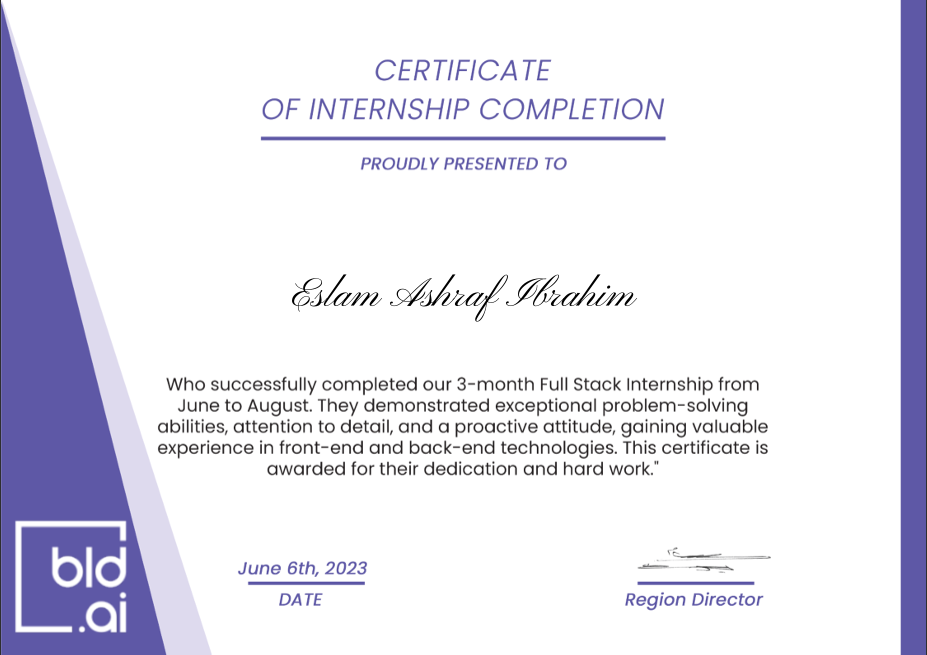 CERTIFICATE
OF INTERNSHIP COMPLETION
PROUDLY PRESENTED TO
Eslam Ashraf Ibrahim
Who successfully completed our 3-month Full Stack Internship from
June to August. They demonstrated exceptional problem-solving
abilities, attention to detail, and a proactive attitude, gaining valuable
experience in front-end and back-end technologies. This certificate is
awarded for their dedication and hard work."
bld
.ai
June 6th, 2023
DATE
Region Director